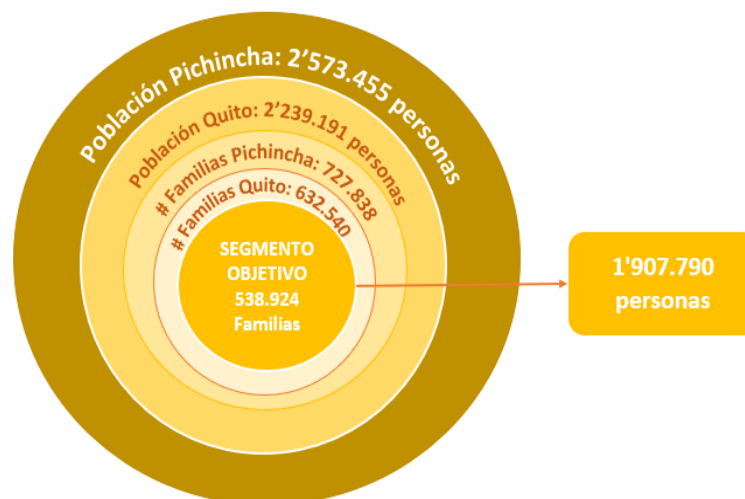 Población Pichincha: 2’573.455 personas
Población Quito: 2’239.191 personas
# Familias Pichincha: 727.838
# Familias Quito: 632.540
SEGMENTO
OBJETIVO
538.924
Familias
1'907.790
personas